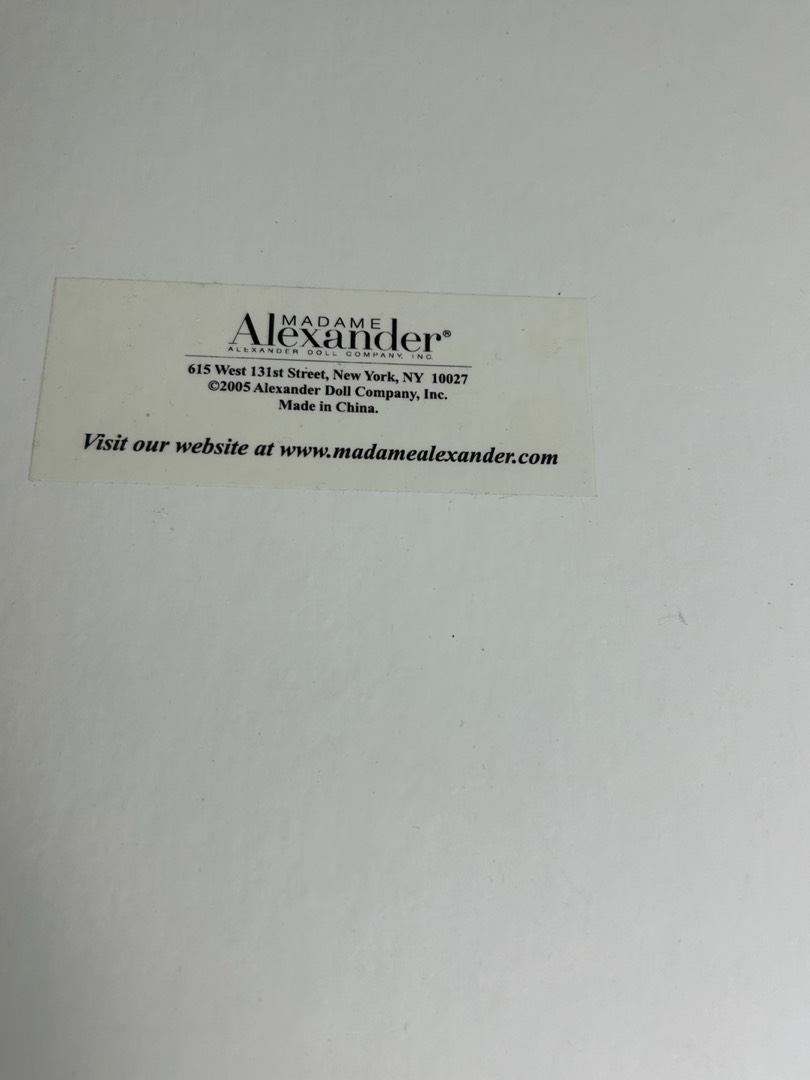 MADAME
Alexander®
ALEXANDER DOLL COMPANY, INC.
615 West 131st Street, New York, NY 10027
©2005 Alexander Doll Company, Inc.
Made in China.
Visit our website at www.madamealexander.com